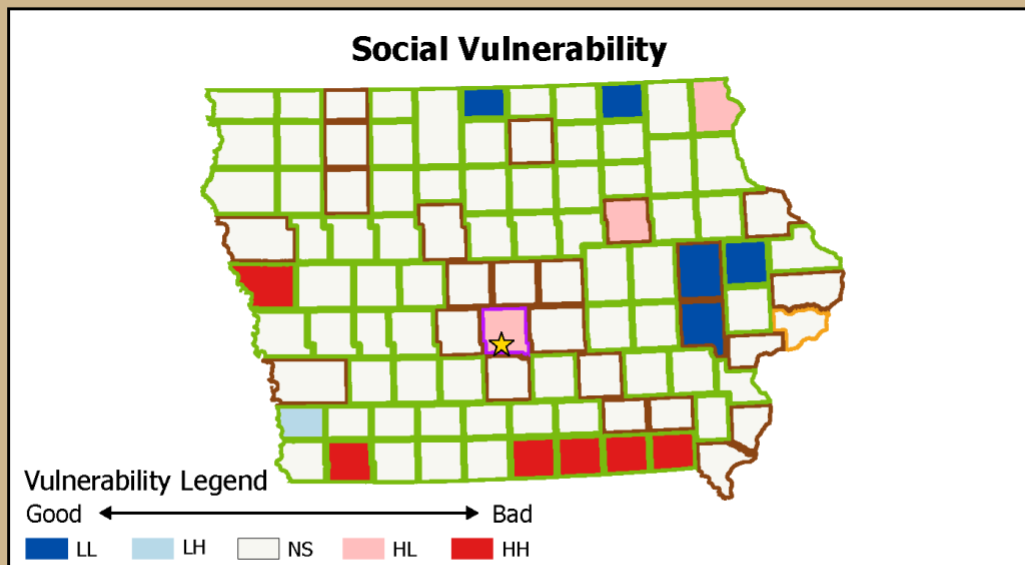 Social Vulnerability
Vulnerability Legend
Good Bad
LL LH NS HL HH